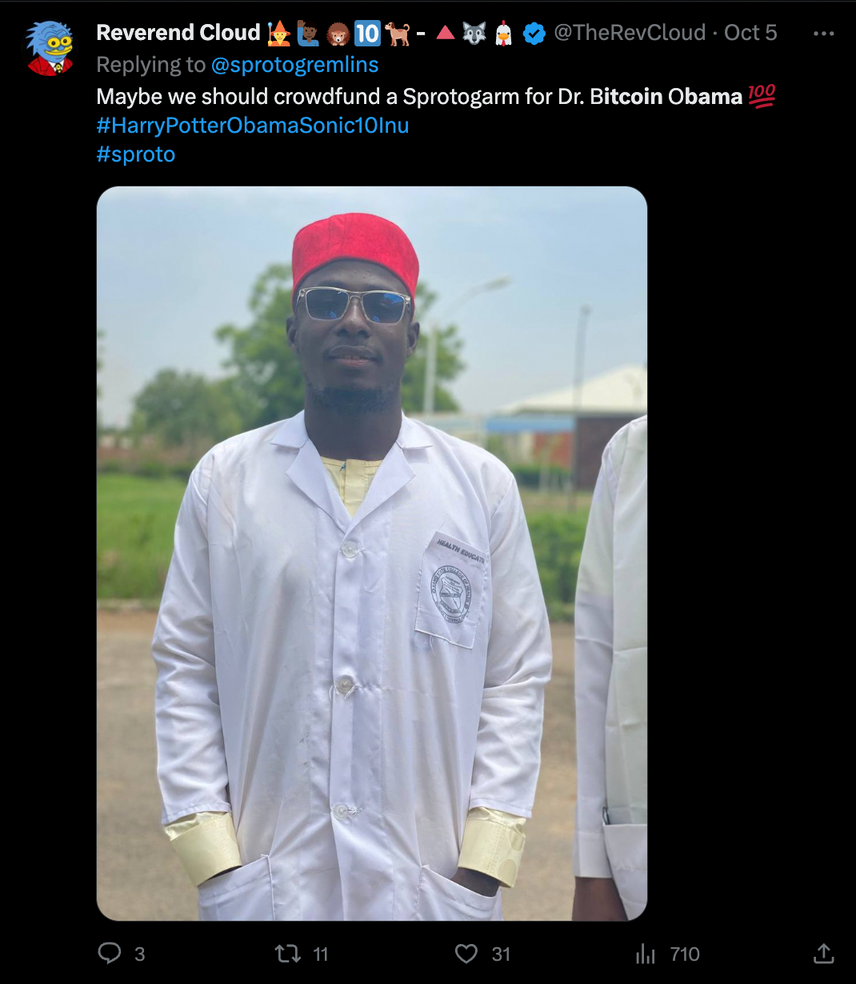 Reverend Cloud 🧙🙋🏿‍♂️🦔🔟🐕 - 🔺🐺🐔 @TheRevCloud · Oct 5 ...
Replying to @sprotogremlins
Maybe we should crowdfund a Sprotogarm for Dr. Bitcoin Obama 💯
#HarryPotterObamaSonic10Inu
#sproto
HEALTH EDUCAT
3 11 31 710